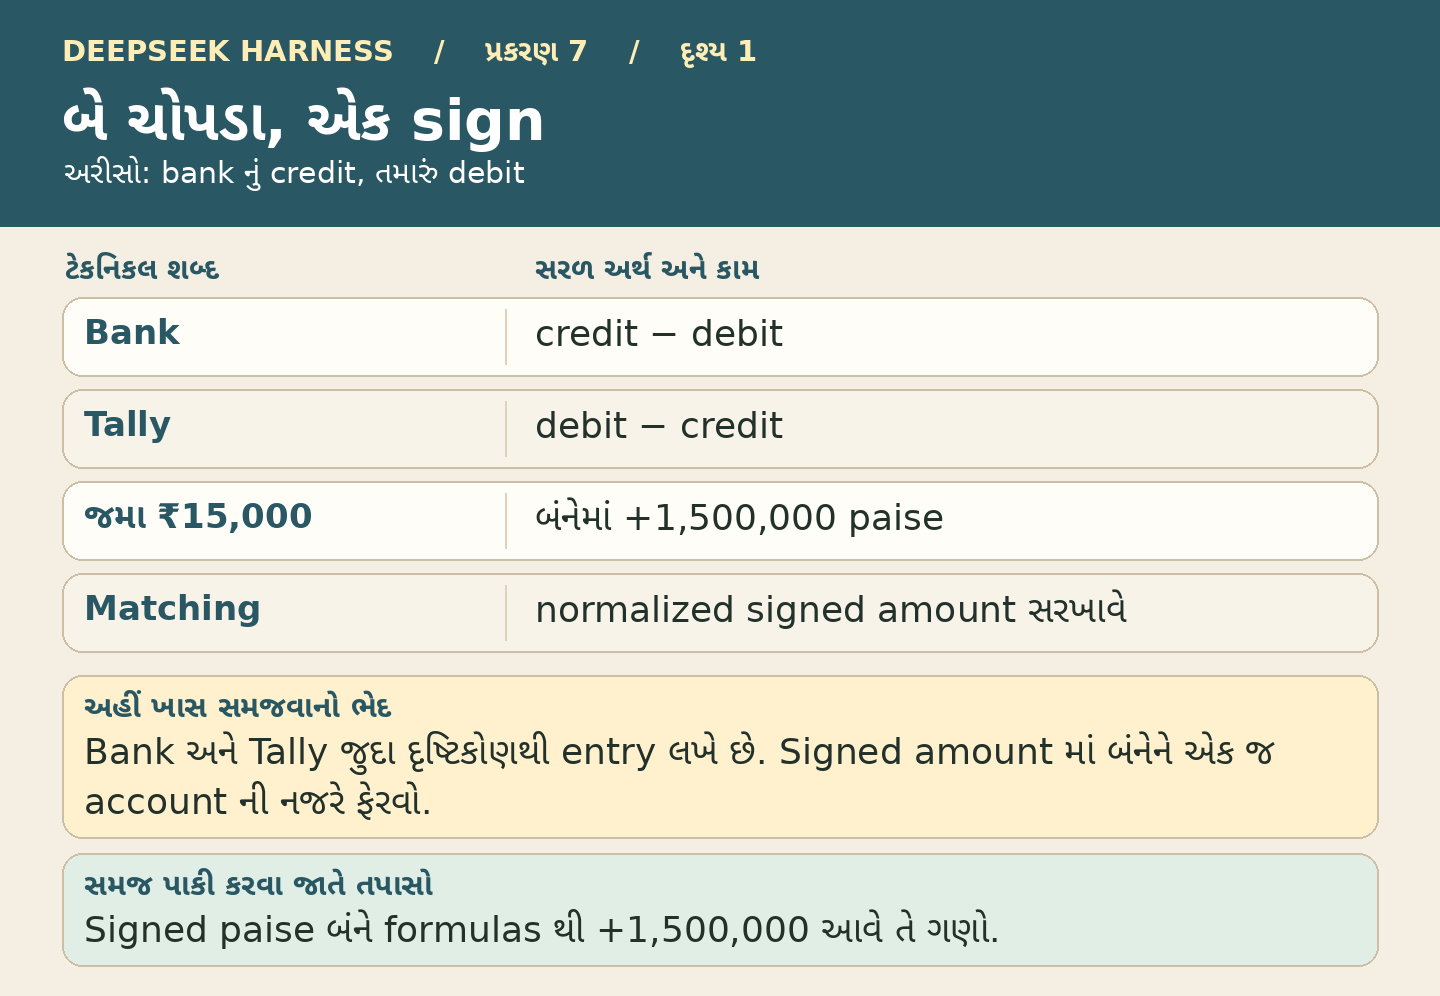 DEEPSEEK HARNESS / પ્રકરણ 7 / દૃશ્ય 1
બે ચોપડા, એક sign
અરીસો: bank નું credit, તમારું debit
ટેકનિકલ શબ્દ સરળ અર્થ અને કામ
Bank credit − debit
Tally debit − credit
જમા ₹15,000 બંનેમાં +1,500,000 paise
Matching normalized signed amount સરખાવે
અહીં ખાસ સમજવાનો ભેદ
Bank અને Tally જુદા દૃષ્ટિકોણથી entry લખે છે. Signed amount માં બંનેને એક જ
account ની નજરે ફેરવો.
સમજ પાકી કરવા જાતે તપાસો
Signed paise બંને formulas થી +1,500,000 આવે તે ગણો.